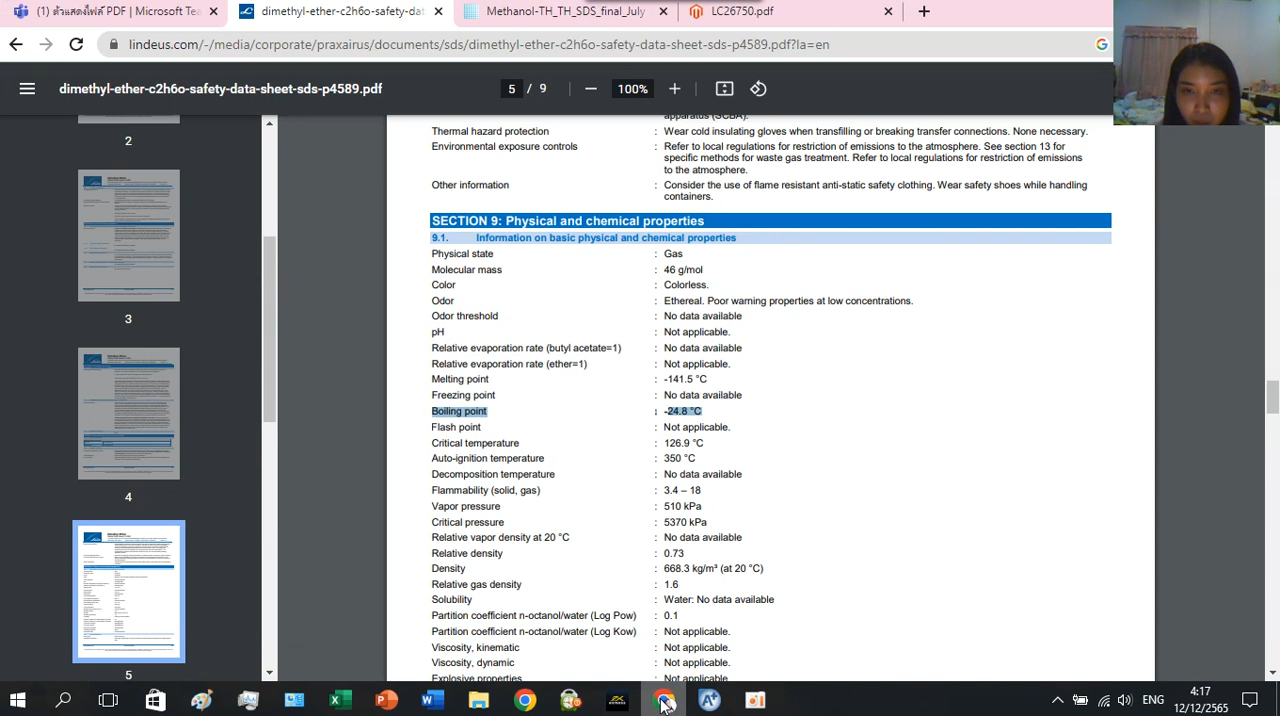 (1) ตัวแสดงไฟล์ PDF | Microsoft Tea
dimethyl-ether-c2h6o-safety-dat
Methanol-TH_TH_SDS_final_July
LC26750.pdf
lindeus.com/-/media/corporate/praxairus/documents/sds/dimethyl-ether-c2h6o-safety-data-sheet-sds-p4589.pdf?la=en
dimethyl-ether-c2h6o-safety-data-sheet-sds-p4589.pdf
5 / 9
100%
2
3
4
5
apparatus (SCBA).
Thermal hazard protection : Wear cold insulating gloves when transfilling or breaking transfer connections. None necessary.
Environmental exposure controls : Refer to local regulations for restriction of emissions to the atmosphere. See section 13 for
specific methods for waste gas treatment. Refer to local regulations for restriction of emissions
to the atmosphere.
Other information : Consider the use of flame resistant anti-static safety clothing. Wear safety shoes while handling
containers.
SECTION 9: Physical and chemical properties
9.1. Information on basic physical and chemical properties
Physical state : Gas
Molecular mass : 46 g/mol
Color : Colorless.
Odor : Ethereal. Poor warning properties at low concentrations.
Odor threshold : No data available
pH : Not applicable.
Relative evaporation rate (butyl acetate=1) : No data available
Relative evaporation rate (ether=1) : Not applicable.
Melting point : -141.5 °C
Freezing point : No data available
Boiling point : -24.8 °C
Flash point : Not applicable.
Critical temperature : 126.9 °C
Auto-ignition temperature : 350 °C
Decomposition temperature : No data available
Flammability (solid, gas) : 3.4 – 18
Vapor pressure : 510 kPa
Critical pressure : 5370 kPa
Relative vapor density at 20 °C : No data available
Relative density : 0.73
Density : 668.3 kg/m³ (at 20 °C)
Relative gas density : 1.6
Solubility : Water: No data available
Partition coefficient n-octanol/water (Log Pow) : 0.1
Partition coefficient n-octanol/water (Log Kow) : Not applicable.
Viscosity, kinematic : Not applicable.
Viscosity, dynamic : Not applicable.
Explosive properties : Not applicable.
ENG
4:17
12/12/2565